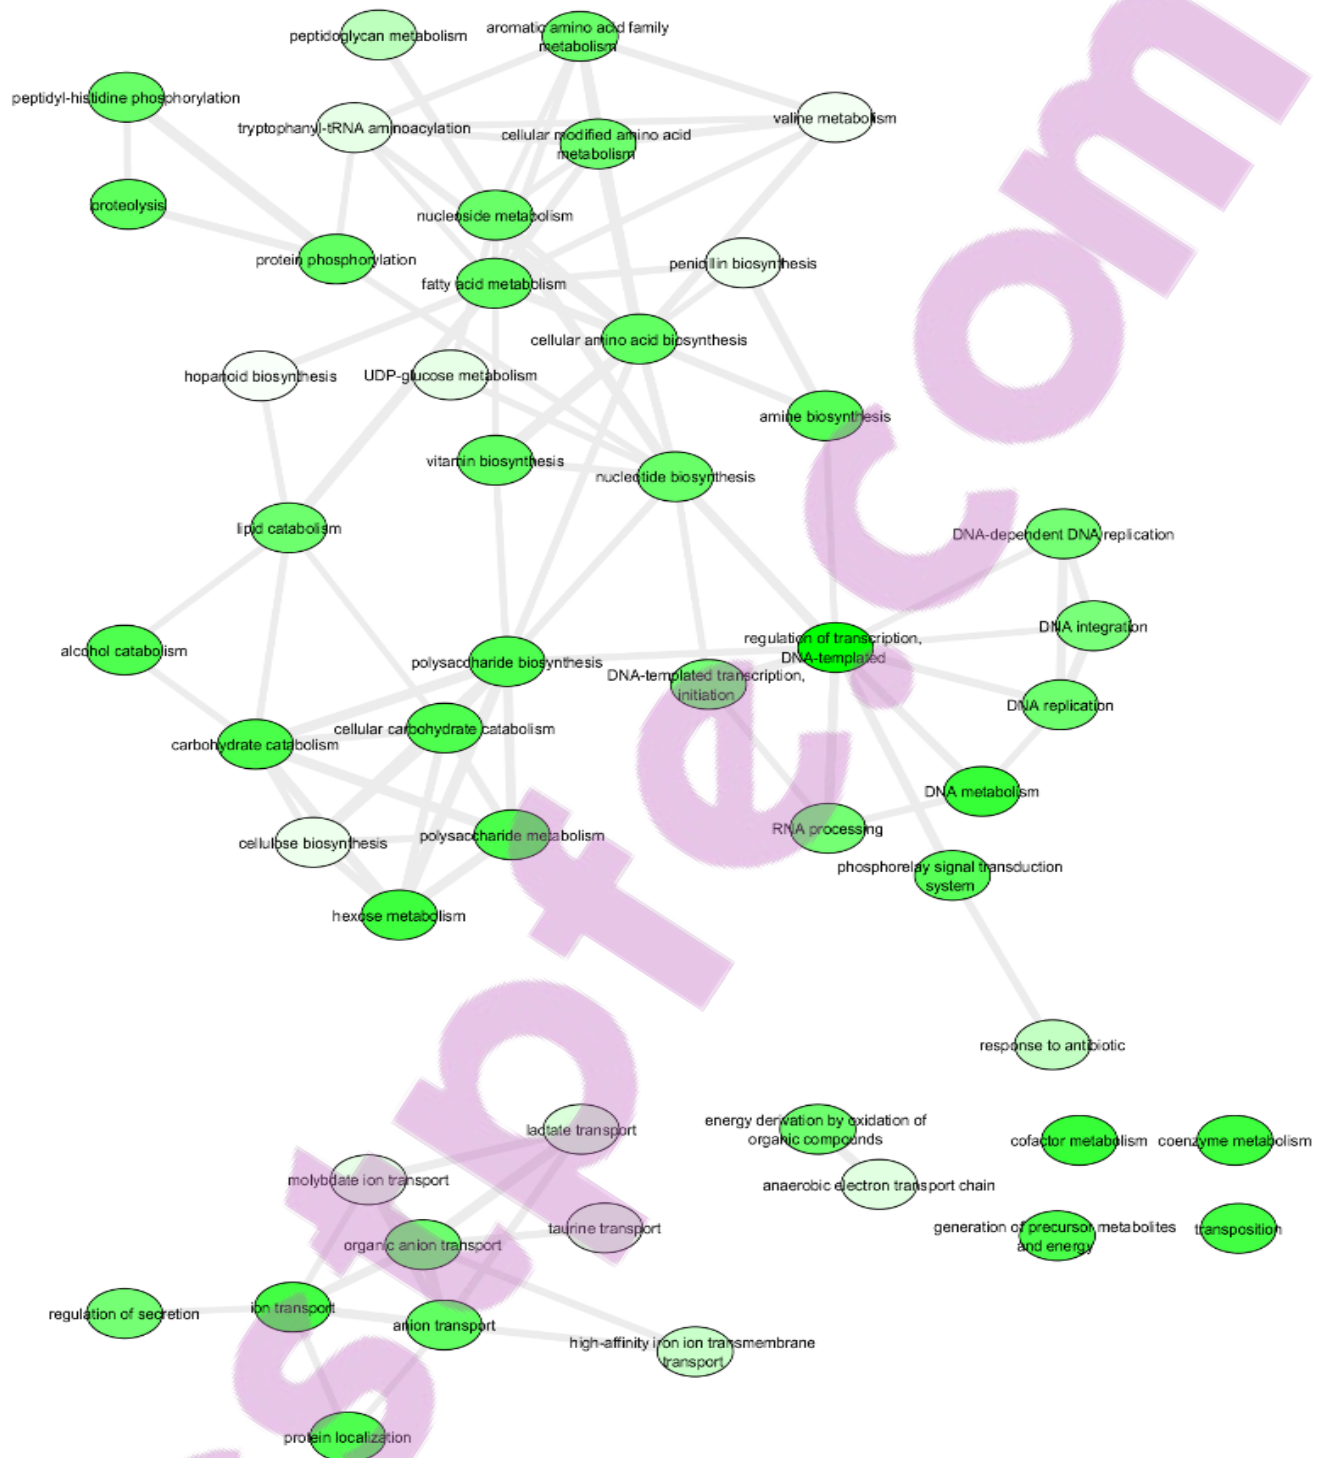 peptidoglycan metabolism
aromatic amino acid family
metabolism
peptidyl-histidine phosphorylation
tryptophanyl-tRNA aminoacylation
cellular modified amino acid
metabolism
valine metabolism
proteolysis
nucleoside metabolism
protein phosphorylation
penicillin biosynthesis
fatty acid metabolism
cellular amino acid biosynthesis
hopanoid biosynthesis
UDP-glucose metabolism
amine biosynthesis
vitamin biosynthesis
nucleotide biosynthesis
lipid catabolism
DNA-dependent DNA replication
DNA integration
alcohol catabolism
polysaccharide biosynthesis
regulation of transcription,
DNA-templated
DNA-templated transcription,
initiation
DNA replication
carbohydrate catabolism
cellular carbohydrate catabolism
DNA metabolism
cellulose biosynthesis
polysaccharide metabolism
RNA processing
phosphorelay signal transduction
system
hexose metabolism
response to antibiotic
lactate transport
energy derivation by oxidation of
organic compounds
cofactor metabolism
coenzyme metabolism
molybdate ion transport
anaerobic electron transport chain
organic anion transport
taurine transport
generation of precursor metabolites
and energy
transposition
regulation of secretion
ion transport
anion transport
high-affinity iron ion transmembrane
transport
protein localization
stpfe.com